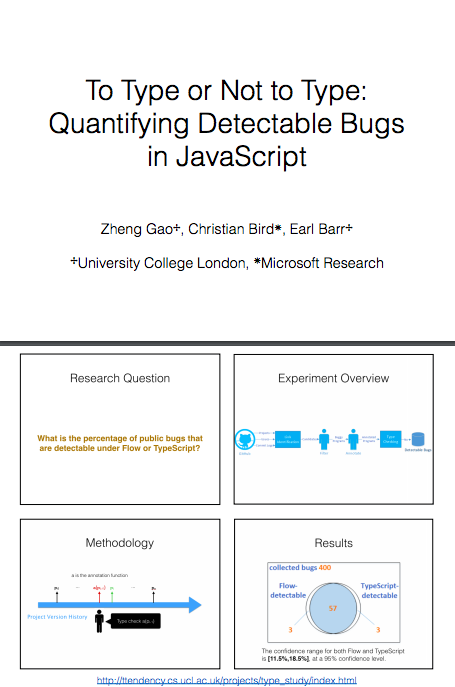 To Type or Not to Type:
Quantifying Detectable Bugs
in JavaScript
Zheng Gao÷, Christian Bird*, Earl Barr÷
÷University College London, *Microsoft Research
Research Question
What is the percentage of public bugs that
are detectable under Flow or TypeScript?
Experiment Overview
Type
Checking
Detectable Bugs
Methodology
a is the annotation function
Project Version History
Type check
Results
collected bugs 400
Flow-
detectable
TypeScript-
detectable
57
3
3
The confidence range for both Flow and TypeScript
is [11.5%,18.5%], at a 95% confidence level.
http://ttendency.cs.ucl.ac.uk/projects/type_study/index.html